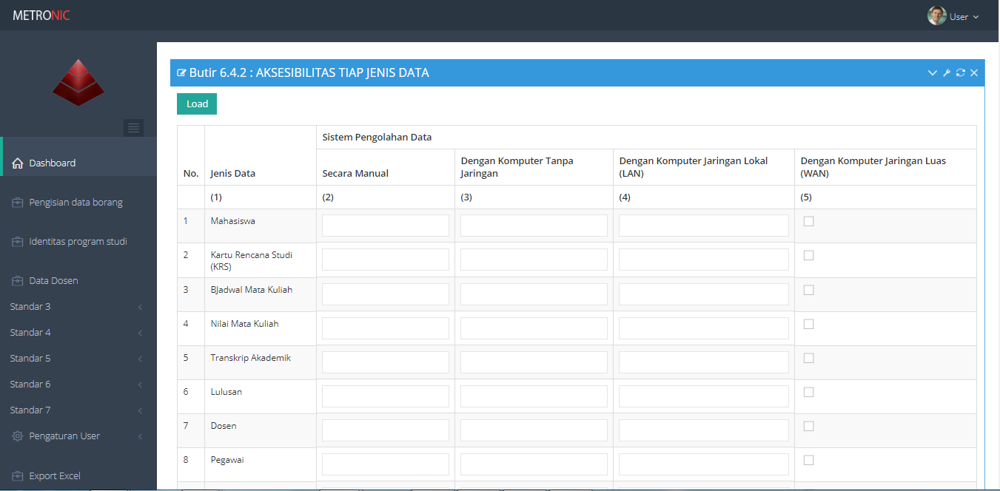 METRONIC
User
Butir 6.4.2 : AKSESIBILITAS TIAP JENIS DATA
Load
Dashboard
Pengisian data borang
Identitas program studi
Data Dosen
Standar 3
Standar 4
Standar 5
Standar 6
Standar 7
Pengaturan User
Export Excel
Sistem Pengolahan Data
No. Jenis Data Secara Manual
Dengan Komputer Tanpa
Jaringan
Dengan Komputer Jaringan Lokal
(LAN)
Dengan Komputer Jaringan Luas
(WAN)
(1) (2) (3) (4) (5)
1 Mahasiswa
2 Kartu Rencana Studi
(KRS)
3 BJadwal Mata Kuliah
4 Nilai Mata Kuliah
5 Transkrip Akademik
6 Lulusan
7 Dosen
8 Pegawai